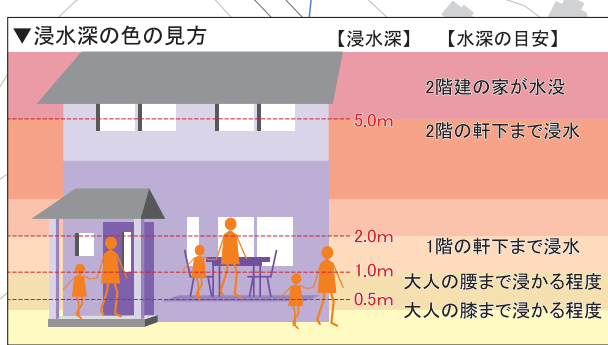 ▼浸水深の色の見方 【浸水深】 【水深の目安】
2階建の家が水没
5.0m
2階の軒下まで浸水
2.0m
1階の軒下まで浸水
1.0m
大人の腰まで浸かる程度
0.5m
大人の膝まで浸かる程度